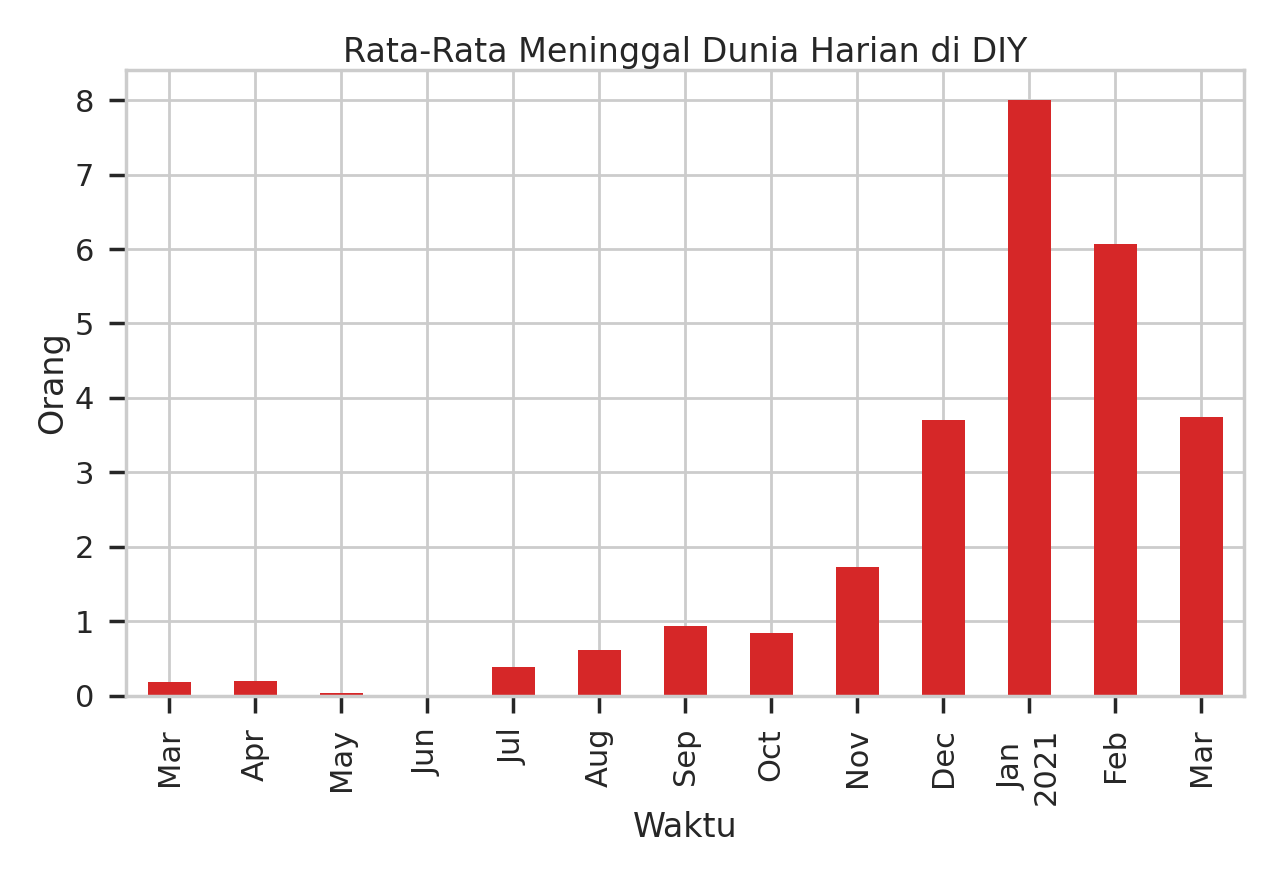 Rata-Rata Meninggal Dunia Harian di DIY
8
7
6
5
4
3
2
1
0
Orang
Mar
Apr
May
Jun
Jul
Aug
Sep
Oct
Nov
Dec
Jan
2021
Feb
Mar
Waktu